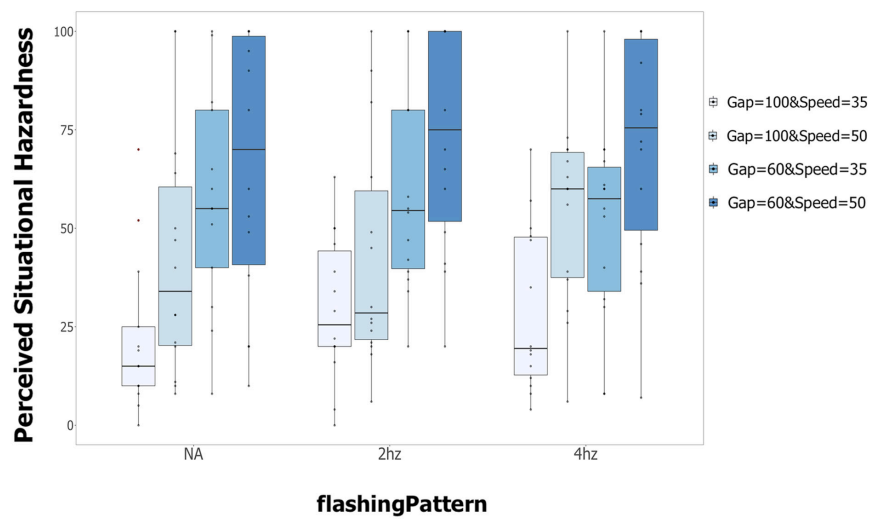 Perceived Situational Hazardness
100
75
50
25
0
NA
2hz
4hz
flashingPattern
Gap=100&Speed=35
Gap=100&Speed=50
Gap=60&Speed=35
Gap=60&Speed=50